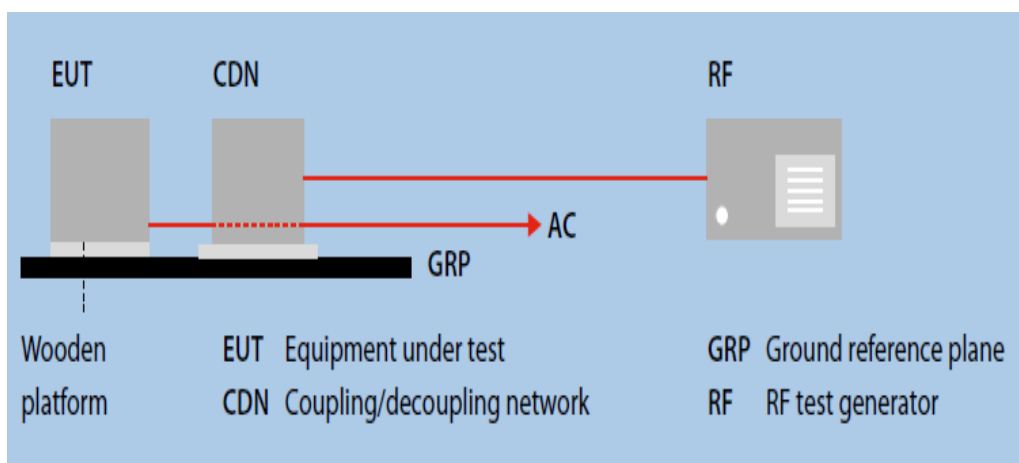 EUT CDN RF
AC
GRP
Wooden EUT Equipment under test GRP Ground reference plane
platform CDN Coupling/decoupling network RF RF test generator